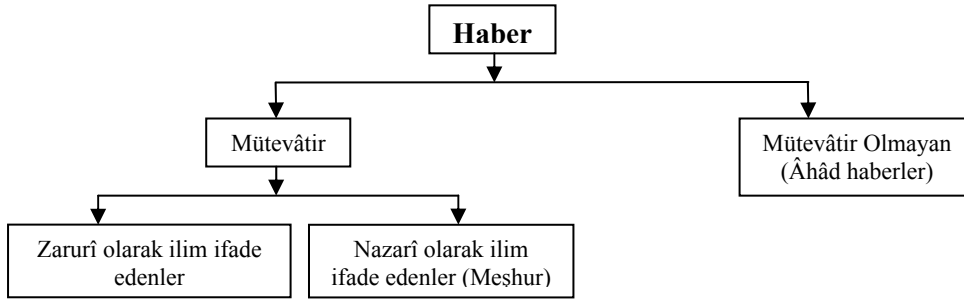 Haber
Mütevâtir
Mütevâtir Olmayan
(Âhâd haberler)
Zarurî olarak ilim ifade
edenler
Nazarî olarak ilim
ifade edenler (Meşhur)